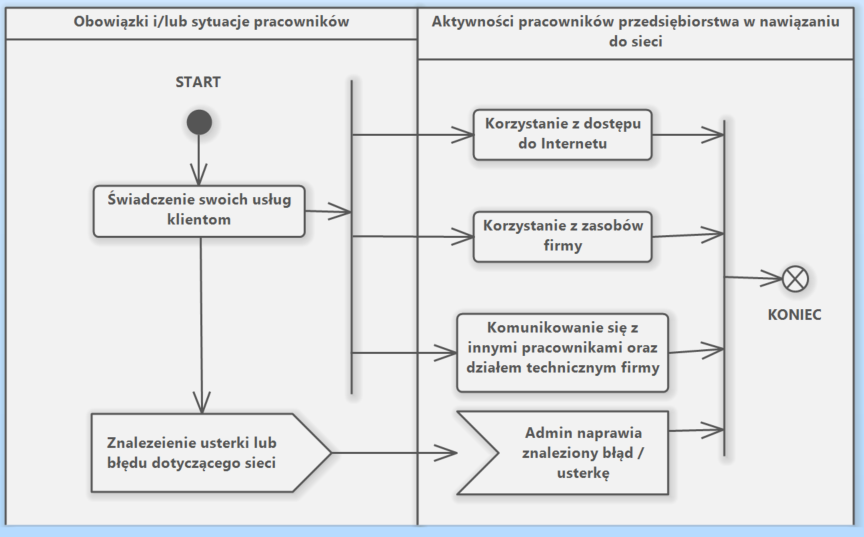 Obowiązki i/lub sytuacje pracowników
Aktywności pracowników przedsiębiorstwa w nawiązaniu
do sieci
START
Korzystanie z dostępu
do Internetu
Świadczenie swoich usług
klientom
Korzystanie z zasobów
firmy
KONIEC
Komunikowanie się z
innymi pracownikami oraz
działem technicznym firmy
Znalezeienie usterki lub
błędu dotyczącego sieci
Admin naprawia
znaleziony błąd /
usterkę